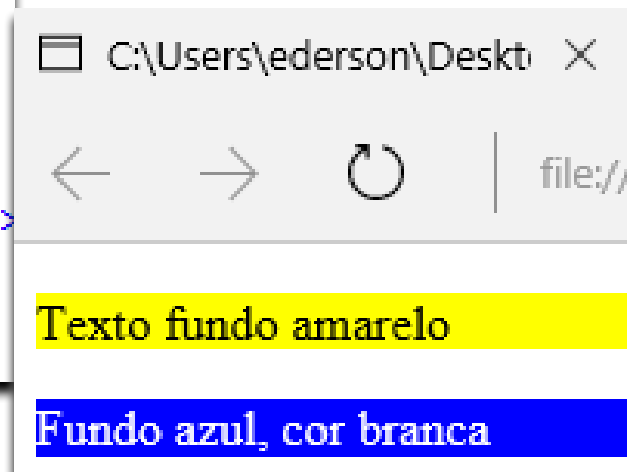 C:\Users\ederson\Deskt
file://
Texto fundo amarelo
Fundo azul, cor branca